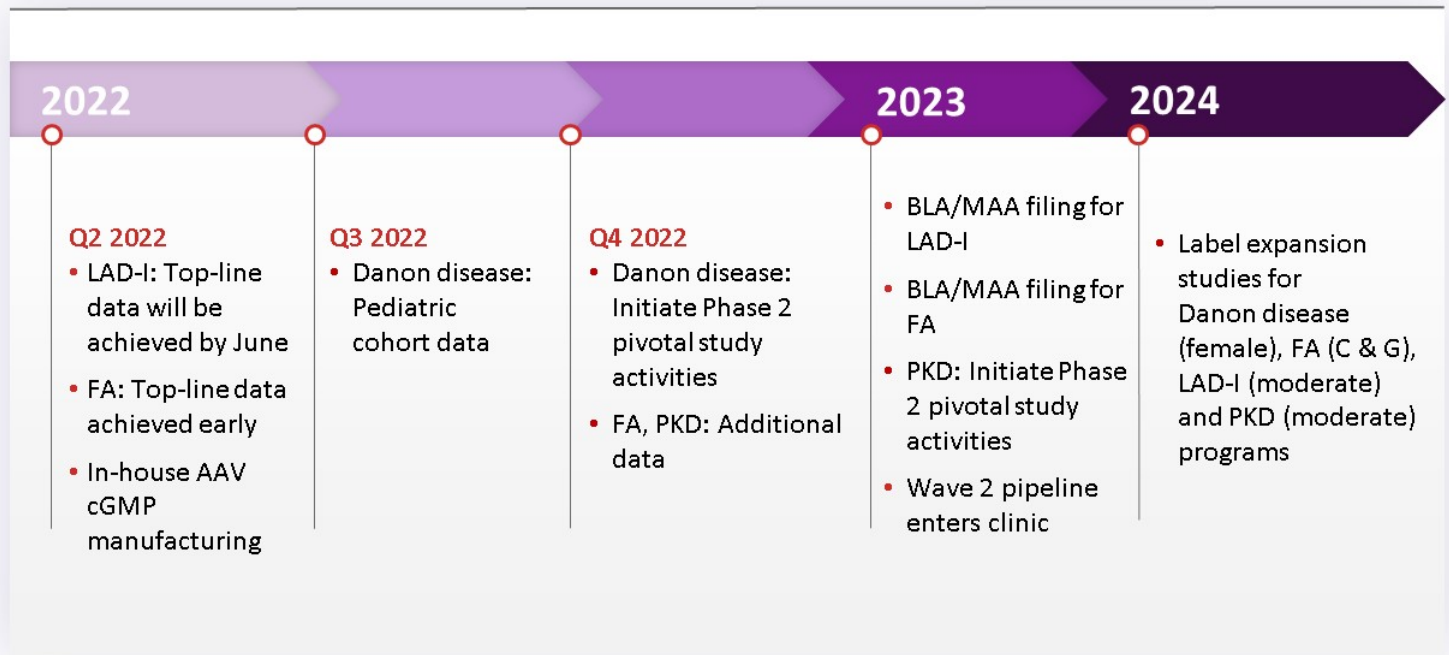 2022
2023
2024
Q2 2022
• LAD-I: Top-line
data will be
achieved by June
• FA: Top-line data
achieved early
• In-house AAV
cGMP
manufacturing
Q3 2022
• Danon disease:
Pediatric
cohort data
Q4 2022
• Danon disease:
Initiate Phase 2
pivotal study
activities
• FA, PKD: Additional
data
• BLA/MAA filing for
LAD-I
• BLA/MAA filing for
FA
• PKD: Initiate Phase
2 pivotal study
activities
• Wave 2 pipeline
enters clinic
• Label expansion
studies for
Danon disease
(female), FA (C & G),
LAD-I (moderate)
and PKD (moderate)
programs